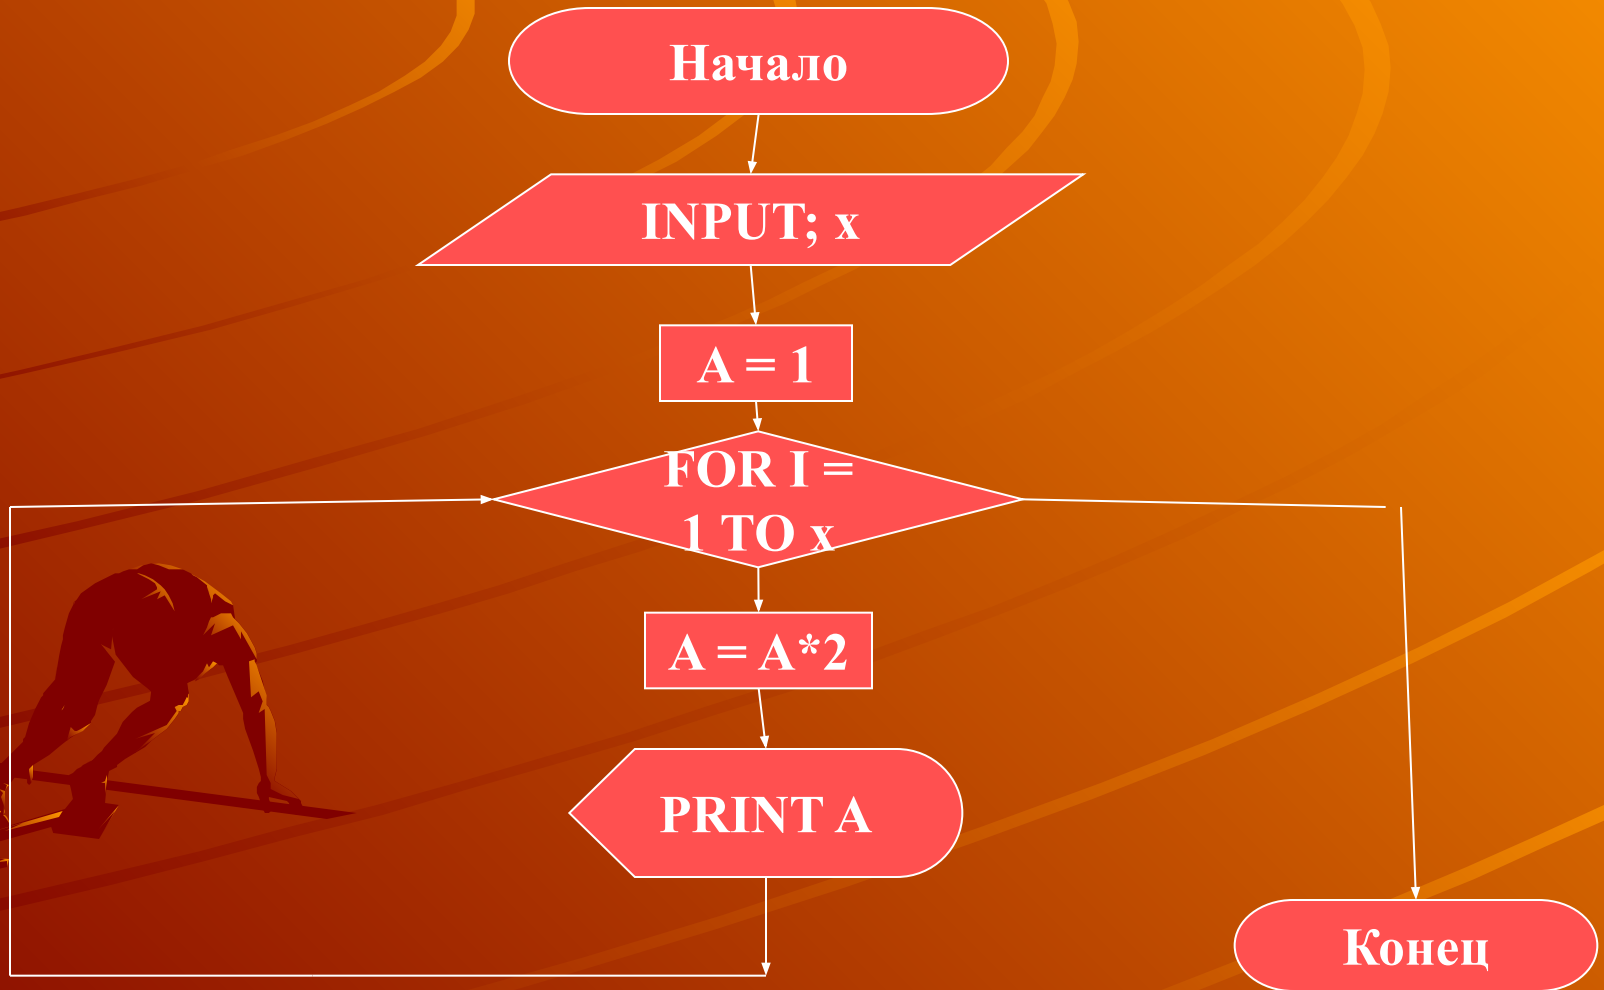 Начало
INPUT; x
A = 1
FOR I =
1 TO x
A = A*2
PRINT A
Конец